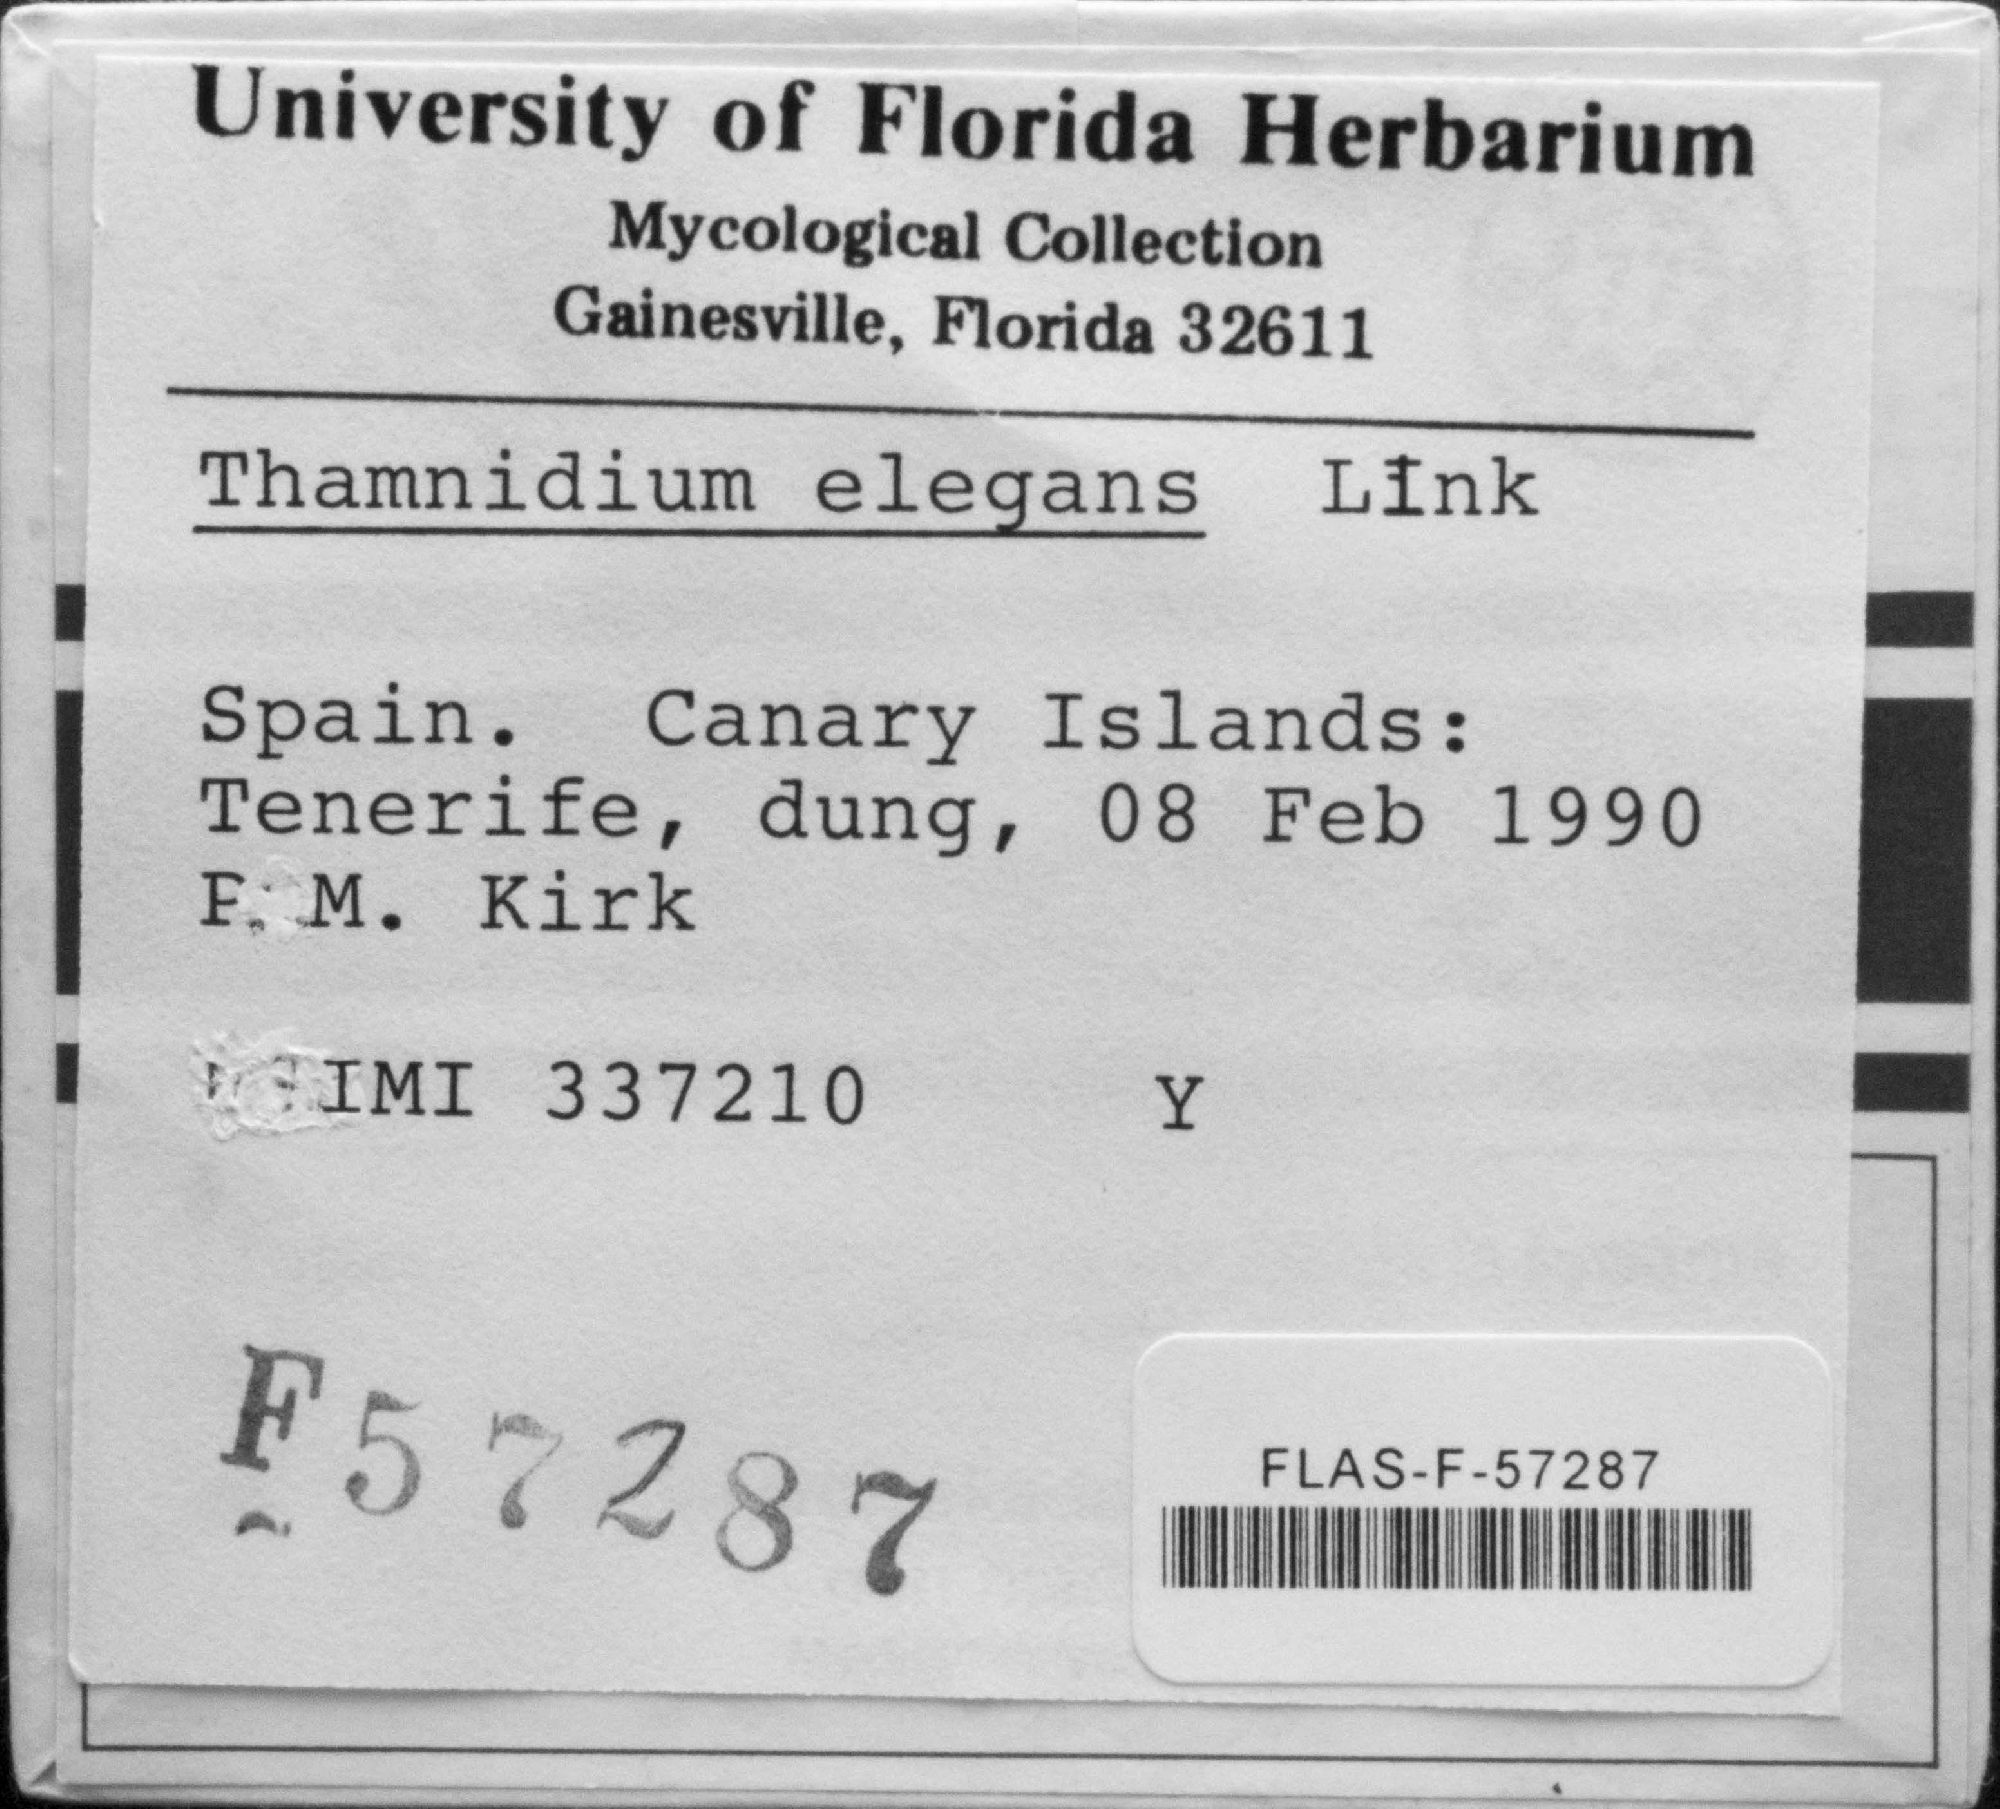 University of Florida Herbarium
Mycological Collection
Gainesville, Florida 32611
Thamnidium elegans Link
Spain. Canary Islands:
Tenerife, dung, 08 Feb 1990
P. M. Kirk
IMI 337210 Y
F57287
FLAS-F-57287